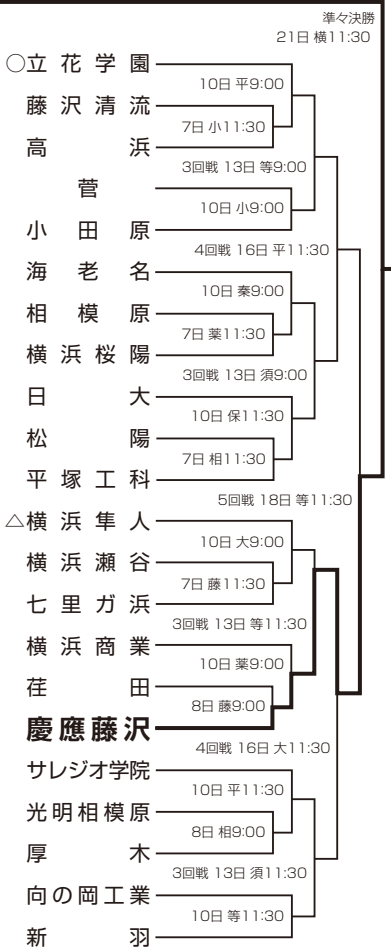 準々決勝
21日 横11:30
○立花学園
10日 平9:00
藤沢清流
7日 小11:30
高浜
3回戦 13日 等9:00
菅
10日 小9:00
小田原
4回戦 16日 平11:30
海老名
10日 秦9:00
相模原
7日 薬11:30
横浜桜陽
3回戦 13日 須9:00
日大
10日 保11:30
松陽
7日 相11:30
平塚工科
5回戦 18日 等11:30
△横浜隼人
10日 大9:00
横浜瀬谷
7日 藤11:30
七里ガ浜
3回戦 13日 等11:30
横浜商業
10日 薬9:00
荏田
8日 藤9:00
慶應藤沢
4回戦 16日 大11:30
サレジオ学院
10日 平11:30
光明相模原
8日 相9:00
厚木
3回戦 13日 須11:30
向の岡工業
10日 等11:30
新羽